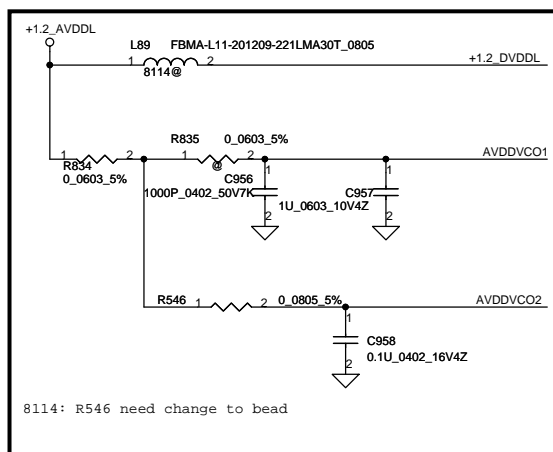 +1.2_AVDDL
L89 FBMA-L11-201209-221LMA30T_0805
1 2 +1.2_DVDDL
8114@
R835 0_0603_5%
1 R834 2 1 2 AVDDVCO1
0_0603_5% @
C956 1 C957 1
1000P_0402_50V7K 1U_0603_10V4Z
2 2
R546 1 2 0_0805_5% AVDDVCO2
1
C958
0.1U_0402_16V4Z
2
8114: R546 need change to bead